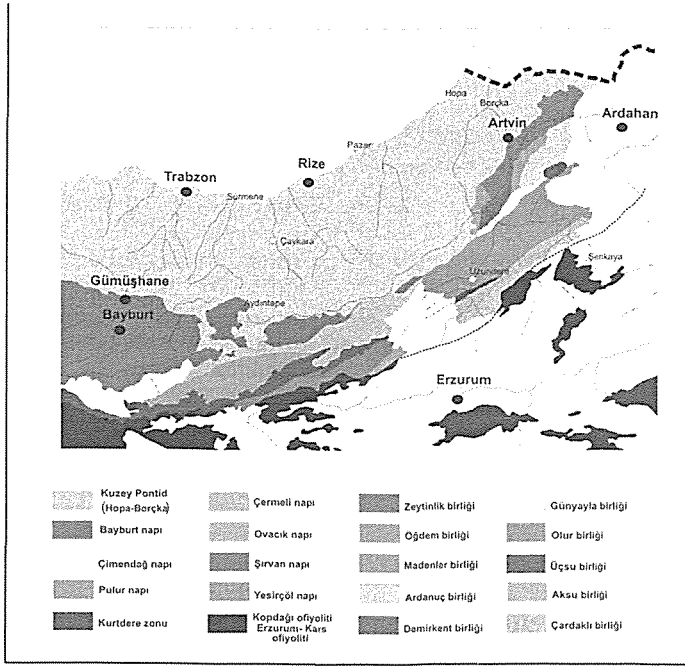 Hopa
Borçka
Ardahan
Artvin
Pazar
Rize
Trabzon
Sürmene
Çaykara
Şenkaya
Uzundere
Gümüşhane
Aydıntepe
Bayburt
Erzurum
Kuzey Pontid
(Hopa-Borçka)
Bayburt napı
Çimendağ napı
Pulur napı
Kurtdere zonu
Çermeli napı
Ovacık napı
Şırvan napı
Yesirçöl napı
Kopdağı ofiyoliti
Erzurum- Kars
ofiyoliti
Zeytinlik birliği
Öğdem birliği
Madenler birliği
Ardanuç birliği
Demirkent birliği
Günyayla birliği
Olur birliği
Üçsu birliği
Aksu birliği
Çardaklı birliği